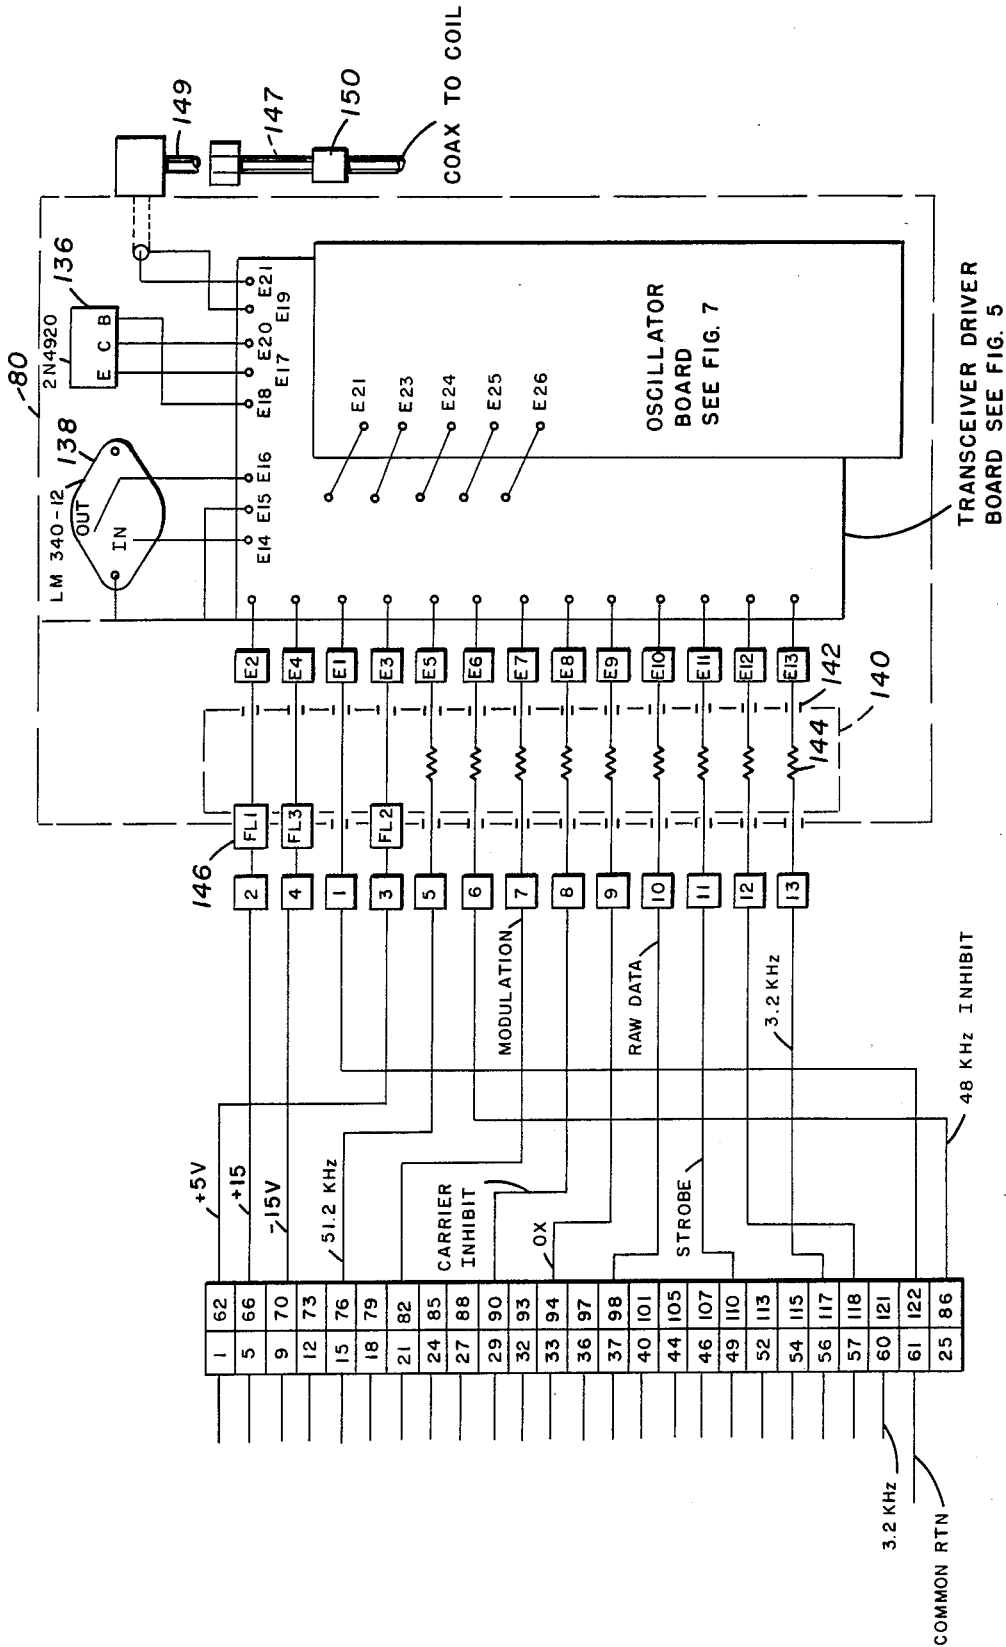 80
LM 340-12
138
OUT
IN
2N4920
136
E C B
149
147
150
COAX TO COIL
E14
E15
E16
E18
E17
E20
E19
E21
E21
E23
E24
E25
E26
OSCILLATOR
BOARD
SEE FIG. 7
TRANSCEIVER DRIVER
BOARD SEE FIG. 5
E2
E4
E1
E3
E5
E6
E7
E8
E9
E10
E11
E12
E13
142
140
144
146
FL1
FL3
FL2
2
4
1
3
5
6
7
8
9
10
11
12
13
+5V
+15
-15V
51.2 KHz
MODULATION
CARRIER
INHIBIT
OX
RAW DATA
STROBE
3.2 KHz
48 KHz INHIBIT
1 62
5 66
9 70
12 73
15 76
18 79
21 82
24 85
27 88
29 90
32 93
33 94
36 97
37 98
40 101
44 105
46 107
49 110
52 113
54 115
56 117
57 118
60 121
61 122
25 86
3.2 KHz
COMMON RTN